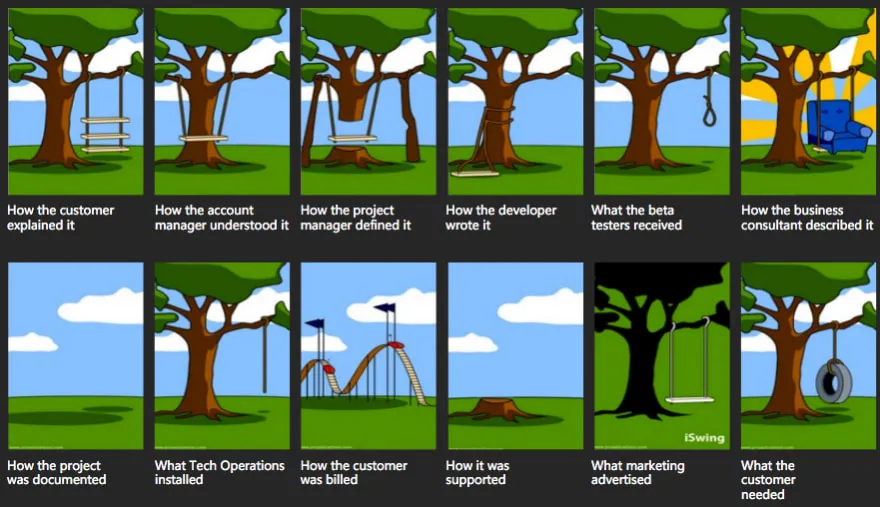 How the customer
explained it
How the account
manager understood it
How the project
manager defined it
How the developer
wrote it
What the beta
testers received
How the business
consultant described it
iSwing
How the project
was documented
What Tech Operations
installed
How the customer
was billed
How it was
supported
What marketing
advertised
What the
customer
needed